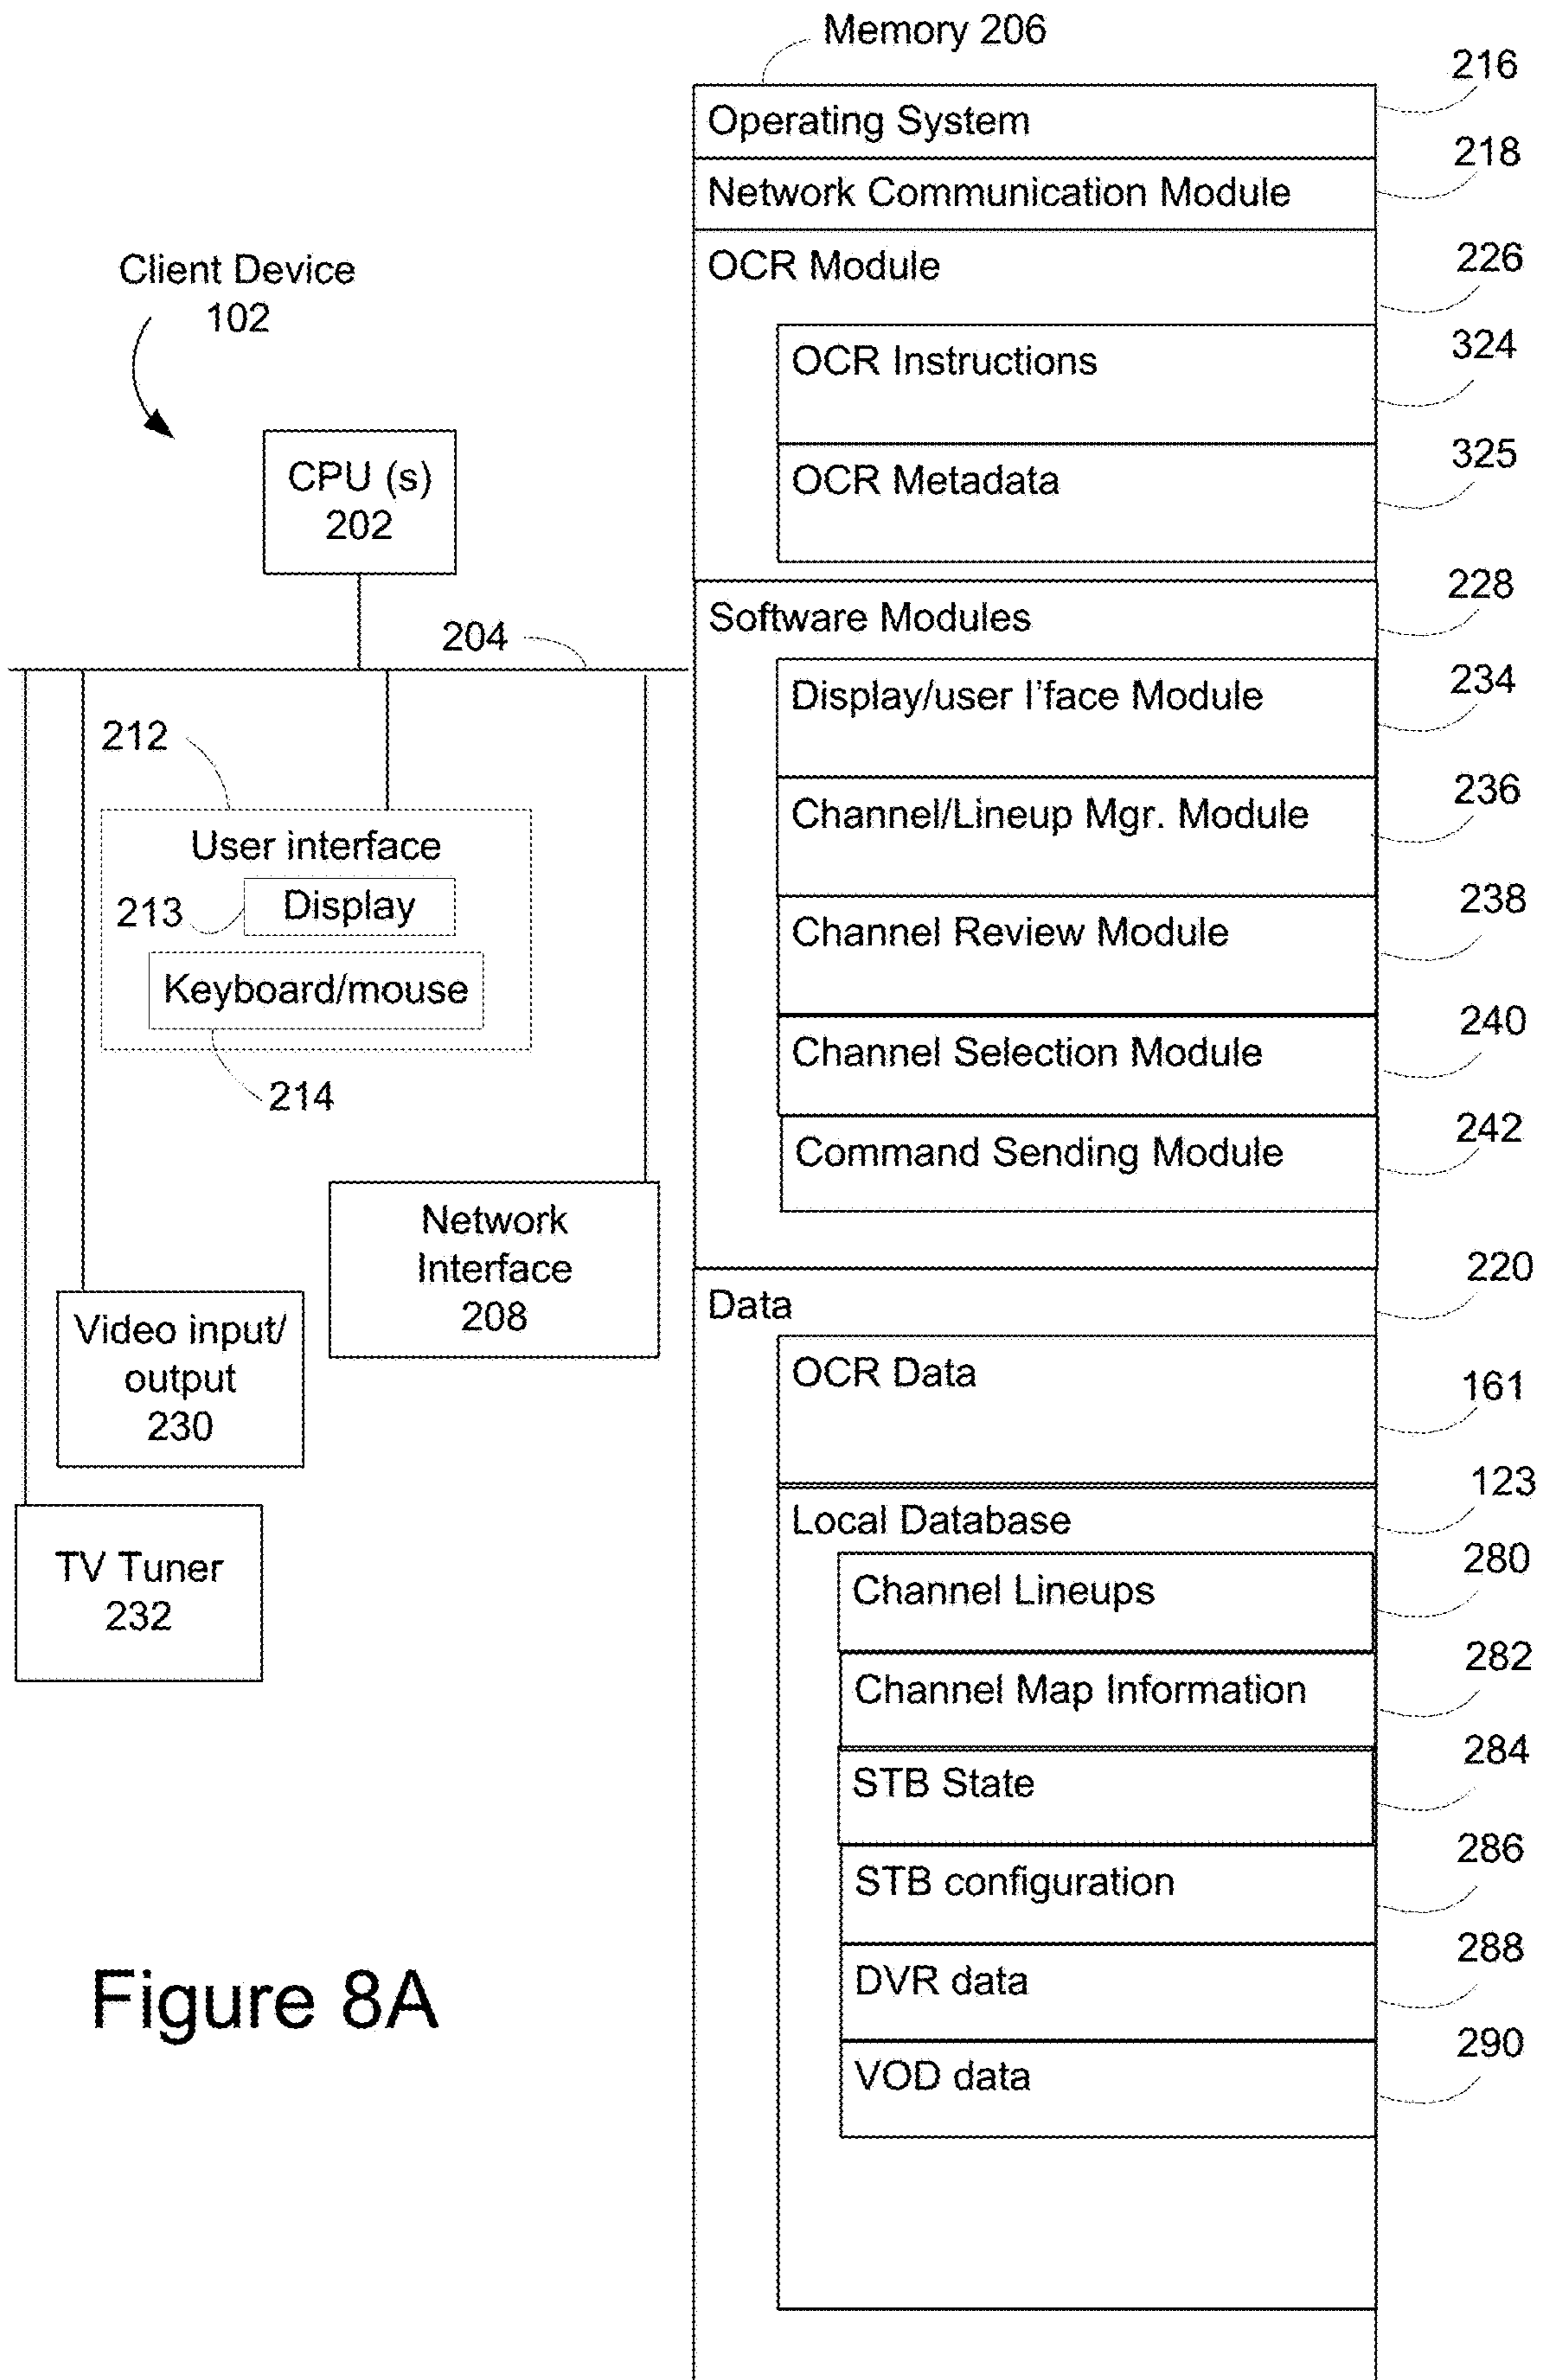 Memory 206
216
Operating System
218
Network Communication Module
226
OCR Module
324
OCR Instructions
325
OCR Metadata
228
Software Modules
234
Display/user I'face Module
236
Channel/Lineup Mgr. Module
238
Channel Review Module
240
Channel Selection Module
242
Command Sending Module
220
Data
161
OCR Data
123
Local Database
280
Channel Lineups
282
Channel Map Information
284
STB State
286
STB configuration
288
DVR data
290
VOD data
Client Device
102
CPU (s)
202
204
212
User interface
213
Display
Keyboard/mouse
214
Network
Interface
208
Video input/
output
230
TV Tuner
232
Figure 8A